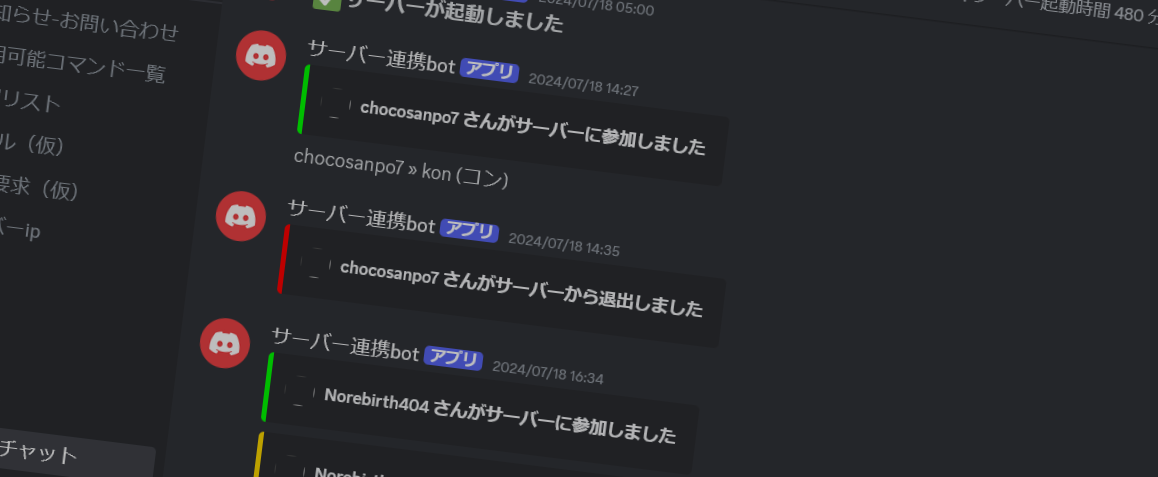 2024/07/18 05:00
サーバーが起動しました
バー起動時間 480 分
知らせ-お問い合わせ
用可能コマンド一覧
リスト
ル（仮）
要求（仮）
バーip
チャット
サーバー連携bot アプリ 2024/07/18 14:27
chocosanpo7 さんがサーバーに参加しました
chocosanpo7 » kon (コン)
サーバー連携bot アプリ 2024/07/18 14:35
chocosanpo7 さんがサーバーから退出しました
サーバー連携bot アプリ 2024/07/18 16:34
Norebirth404 さんがサーバーに参加しました
Norebirth